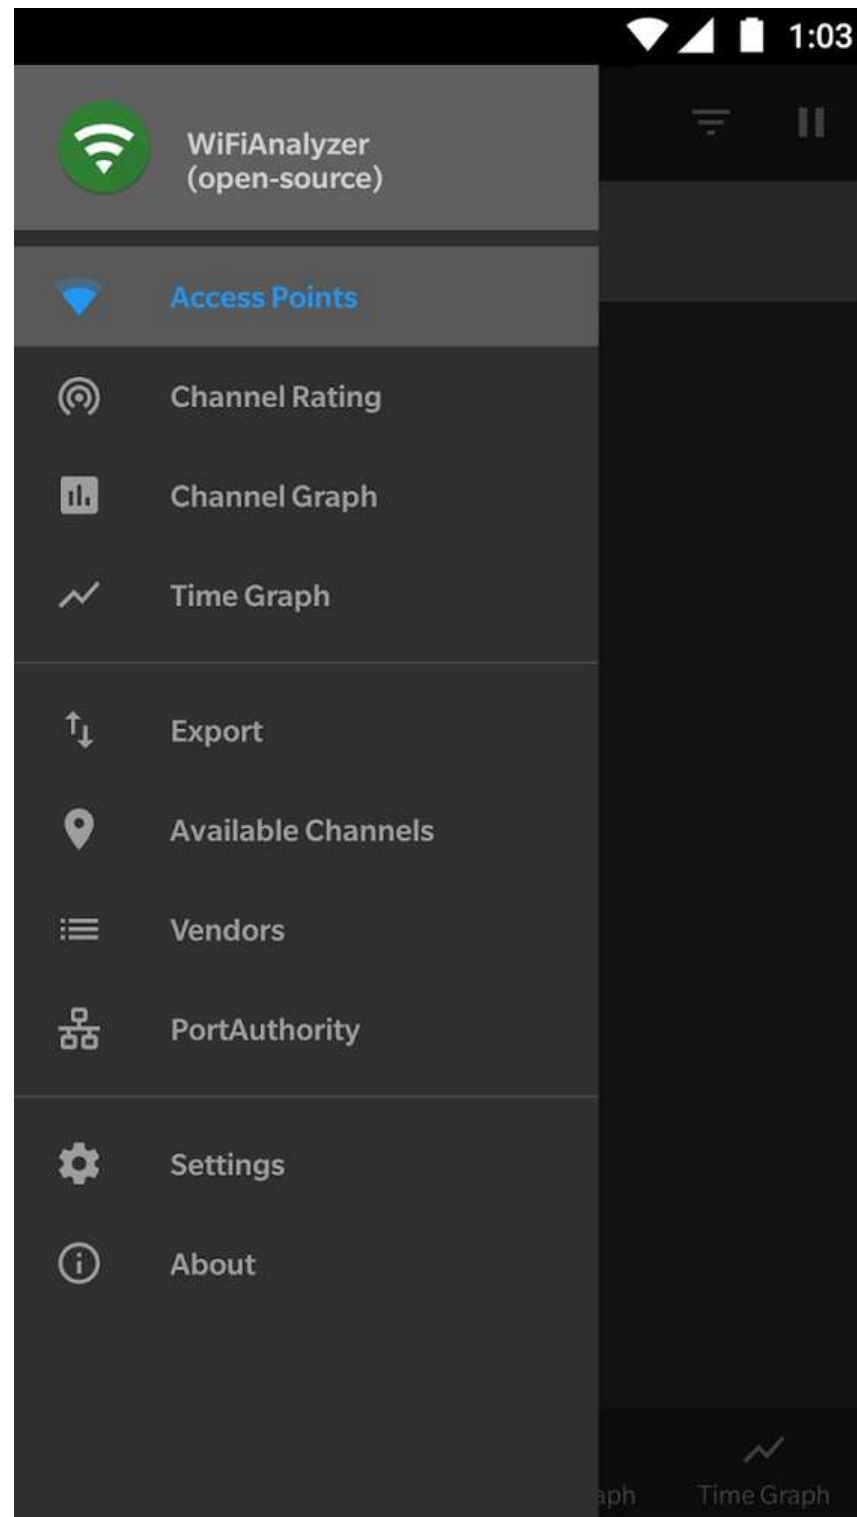 1:03
WiFiAnalyzer
(open-source)
Access Points
Channel Rating
Channel Graph
Time Graph
Export
Available Channels
Vendors
PortAuthority
Settings
About
aph
Time Graph